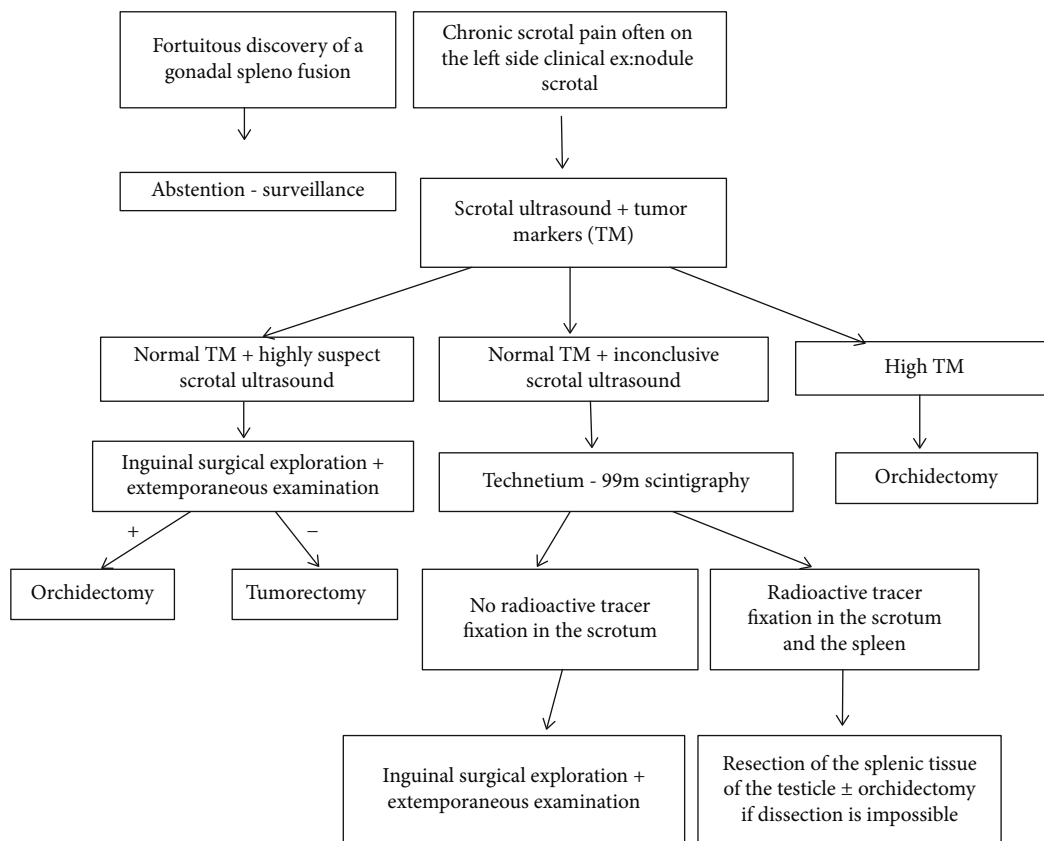 Fortuitous discovery of a
gonadal spleno fusion
Chronic scrotal pain often on
the left side clinical ex:nodule
scrotal
Abstention - surveillance
Scrotal ultrasound + tumor
markers (TM)
Normal TM + highly suspect
scrotal ultrasound
Normal TM + inconclusive
scrotal ultrasound
High TM
Inguinal surgical exploration +
extemporaneous examination
Technetium - 99m scintigraphy
Orchidectomy
+
−
Orchidectomy
Tumorectomy
No radioactive tracer
fixation in the scrotum
Radioactive tracer
fixation in the scrotum
and the spleen
Inguinal surgical exploration +
extemporaneous examination
Resection of the splenic tissue
of the testicle ± orchidectomy
if dissection is impossible